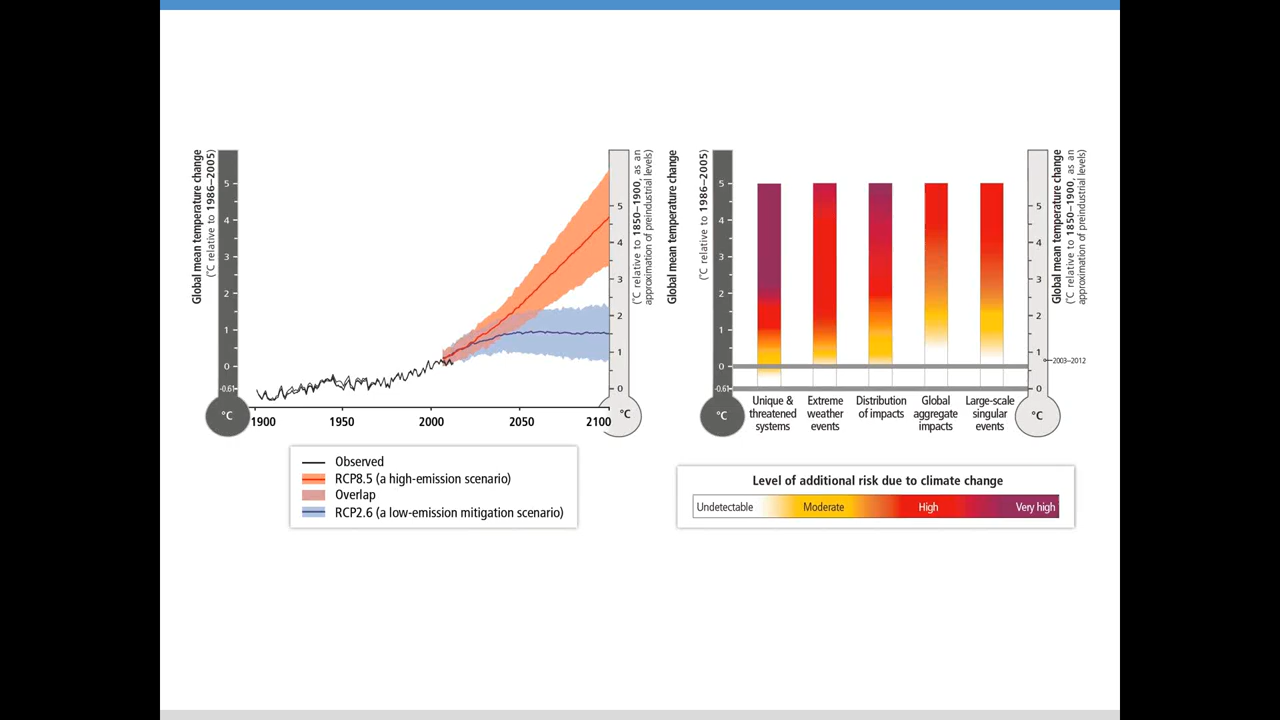 Global mean temperature change
(°C relative to 1986–2005)
5
4
3
2
1
0
-0.61
°C
1900
1950
2000
2050
2100
Global mean temperature change
(°C relative to 1850–1900, as an
approximation of preindustrial levels)
5
4
3
2
1
0
°C
Observed
RCP8.5 (a high-emission scenario)
Overlap
RCP2.6 (a low-emission mitigation scenario)
Global mean temperature change
(°C relative to 1986–2005)
5
4
3
2
1
0
-0.61
°C
Unique &
threatened
systems
Extreme
weather
events
Distribution
of impacts
Global
aggregate
impacts
Large-scale
singular
events
5
4
3
2
1
0
°C
2003–2012
Global mean temperature change
(°C relative to 1850–1900, as an
approximation of preindustrial levels)
Level of additional risk due to climate change
Undetectable Moderate High Very high